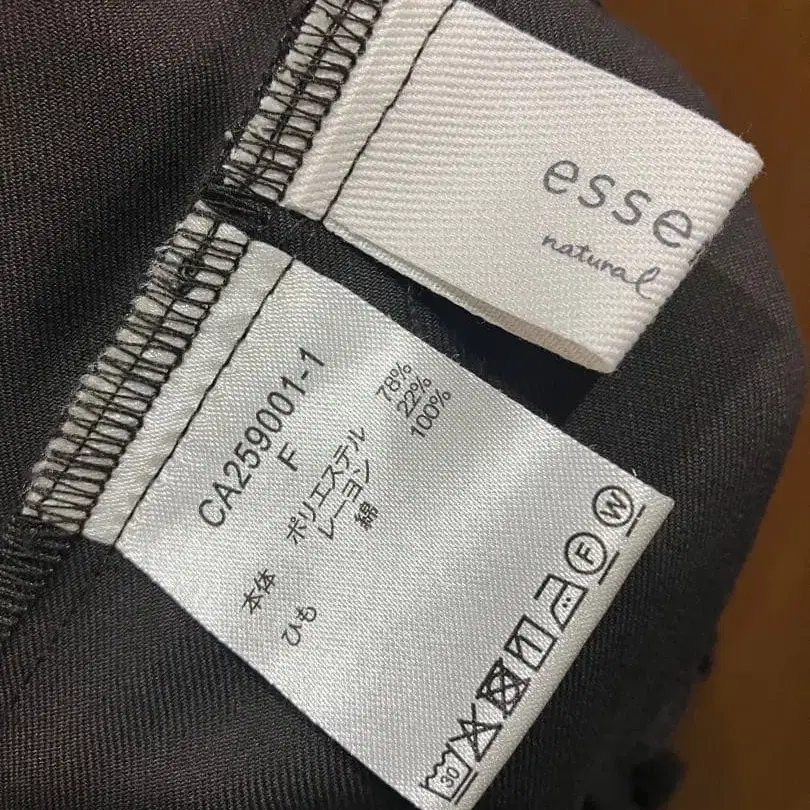 esse
natural
CA259001-1
F
本体 ポリエステル 78%
レーヨン 22%
ひも 綿 100%
30
F
W